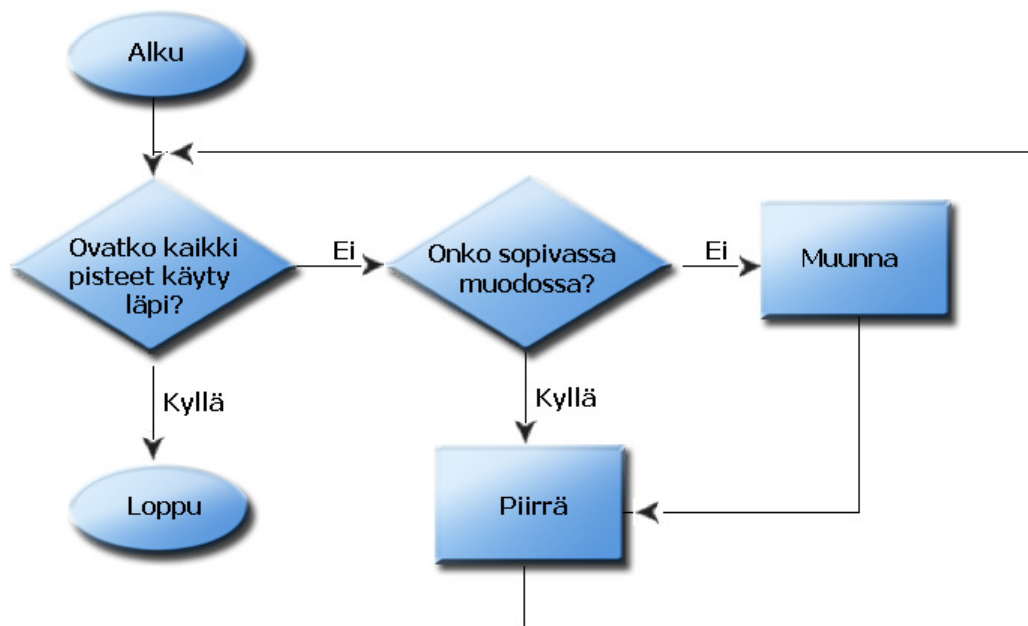 Alku
Ovatko kaikki
pisteet käyty
läpi?
Ei
Onko sopivassa
muodossa?
Ei
Muunna
Kyllä
Kyllä
Loppu
Piirrä